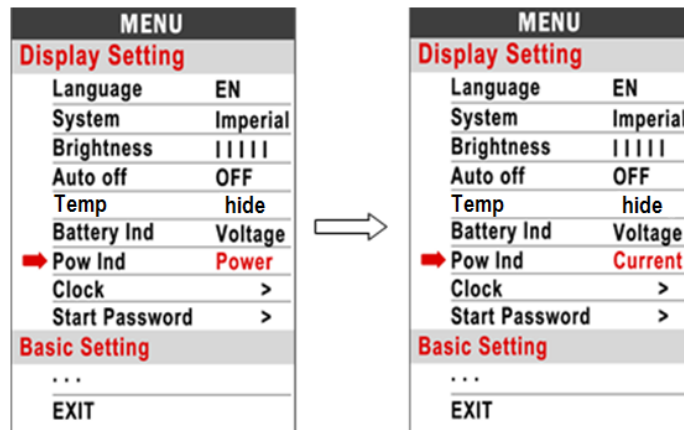 MENU
Display Setting
Language EN
System Imperial
Brightness | | | | |
Auto off OFF
Temp hide
Battery Ind Voltage
Pow Ind Power
Clock >
Start Password >
Basic Setting
...
EXIT
MENU
Display Setting
Language EN
System Imperial
Brightness | | | | |
Auto off OFF
Temp hide
Battery Ind Voltage
Pow Ind Current
Clock >
Start Password >
Basic Setting
...
EXIT